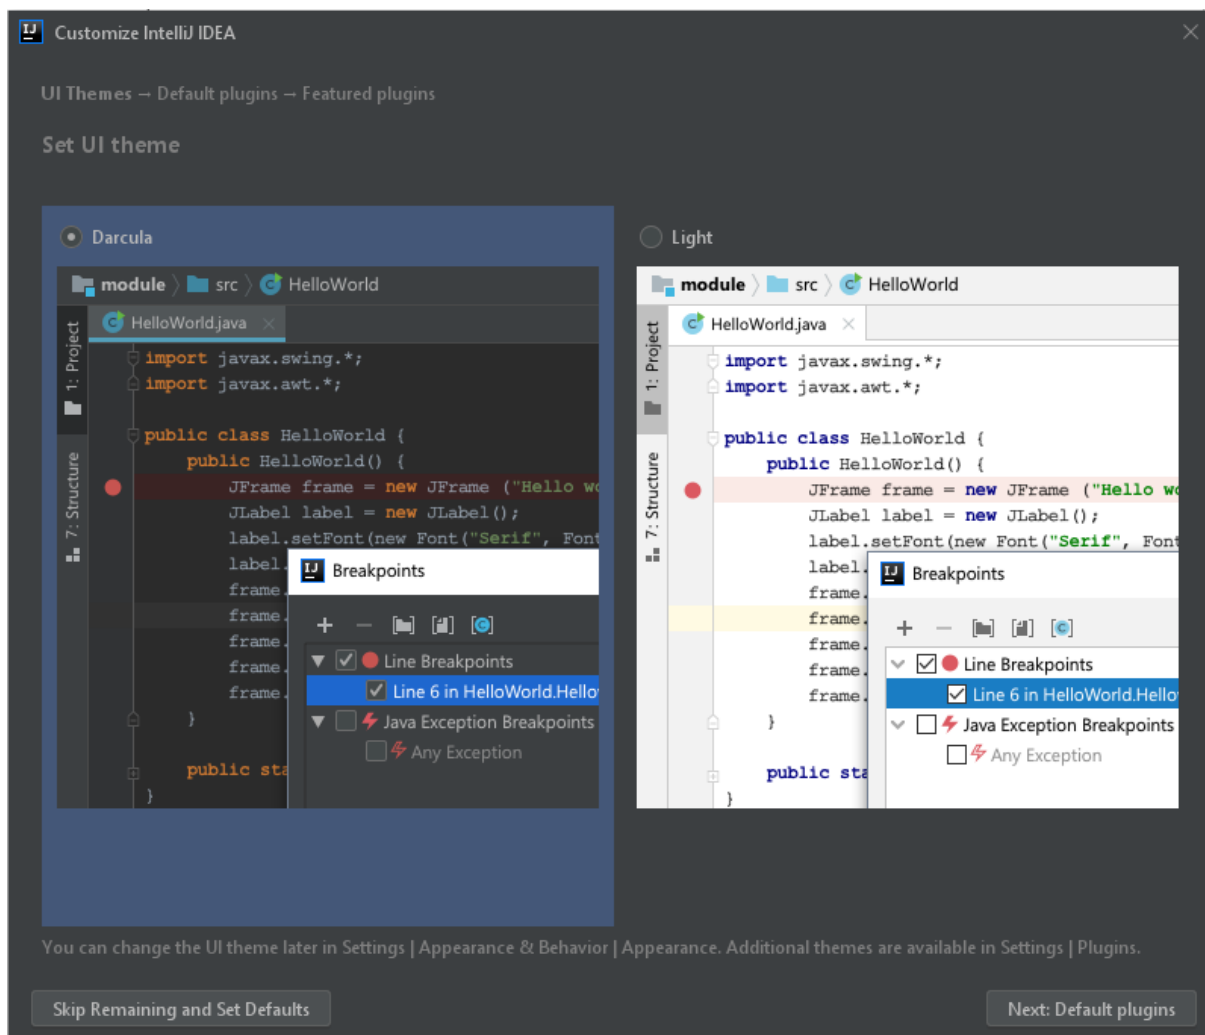 IJ Customize IntelliJ IDEA
UI Themes → Default plugins → Featured plugins
Set UI theme
Darcula
module 〉 src 〉 C HelloWorld
C HelloWorld.java
1: Project
7: Structure
import javax.swing.*;
import javax.awt.*;
public class HelloWorld {
public HelloWorld() {
JFrame frame = new JFrame ("Hello wo
JLabel label = new JLabel();
label.setFont(new Font("Serif", Font
label.
frame.
frame.
frame.
frame.
frame.
}
public sta
}
IJ Breakpoints
Line Breakpoints
Line 6 in HelloWorld.Hello
Java Exception Breakpoints
Any Exception
Light
module 〉 src 〉 C HelloWorld
C HelloWorld.java
1: Project
7: Structure
import javax.swing.*;
import javax.awt.*;
public class HelloWorld {
public HelloWorld() {
JFrame frame = new JFrame ("Hello wo
JLabel label = new JLabel();
label.setFont(new Font("Serif", Font
label.
frame.
frame.
frame.
frame.
frame.
}
public sta
}
IJ Breakpoints
Line Breakpoints
Line 6 in HelloWorld.Hello
Java Exception Breakpoints
Any Exception
You can change the UI theme later in Settings | Appearance & Behavior | Appearance. Additional themes are available in Settings | Plugins.
Skip Remaining and Set Defaults
Next: Default plugins